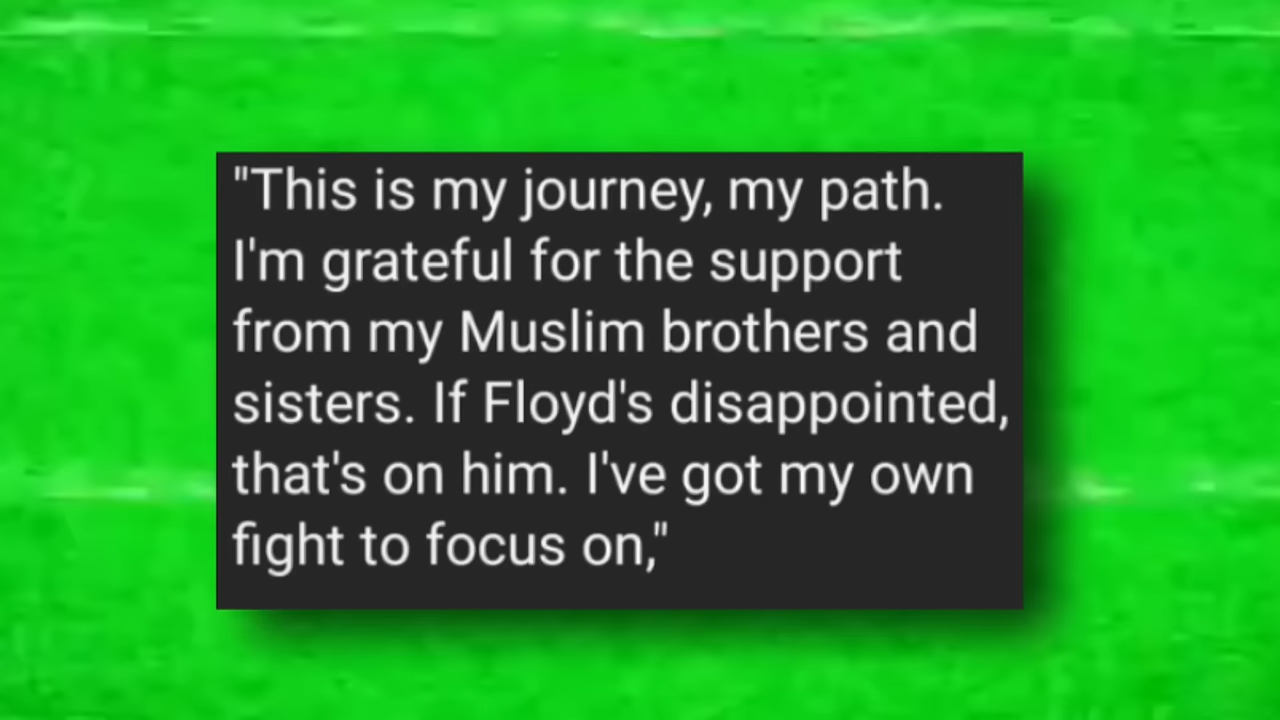 "This is my journey, my path.
I'm grateful for the support
from my Muslim brothers and
sisters. If Floyd's disappointed,
that's on him. I've got my own
fight to focus on,"